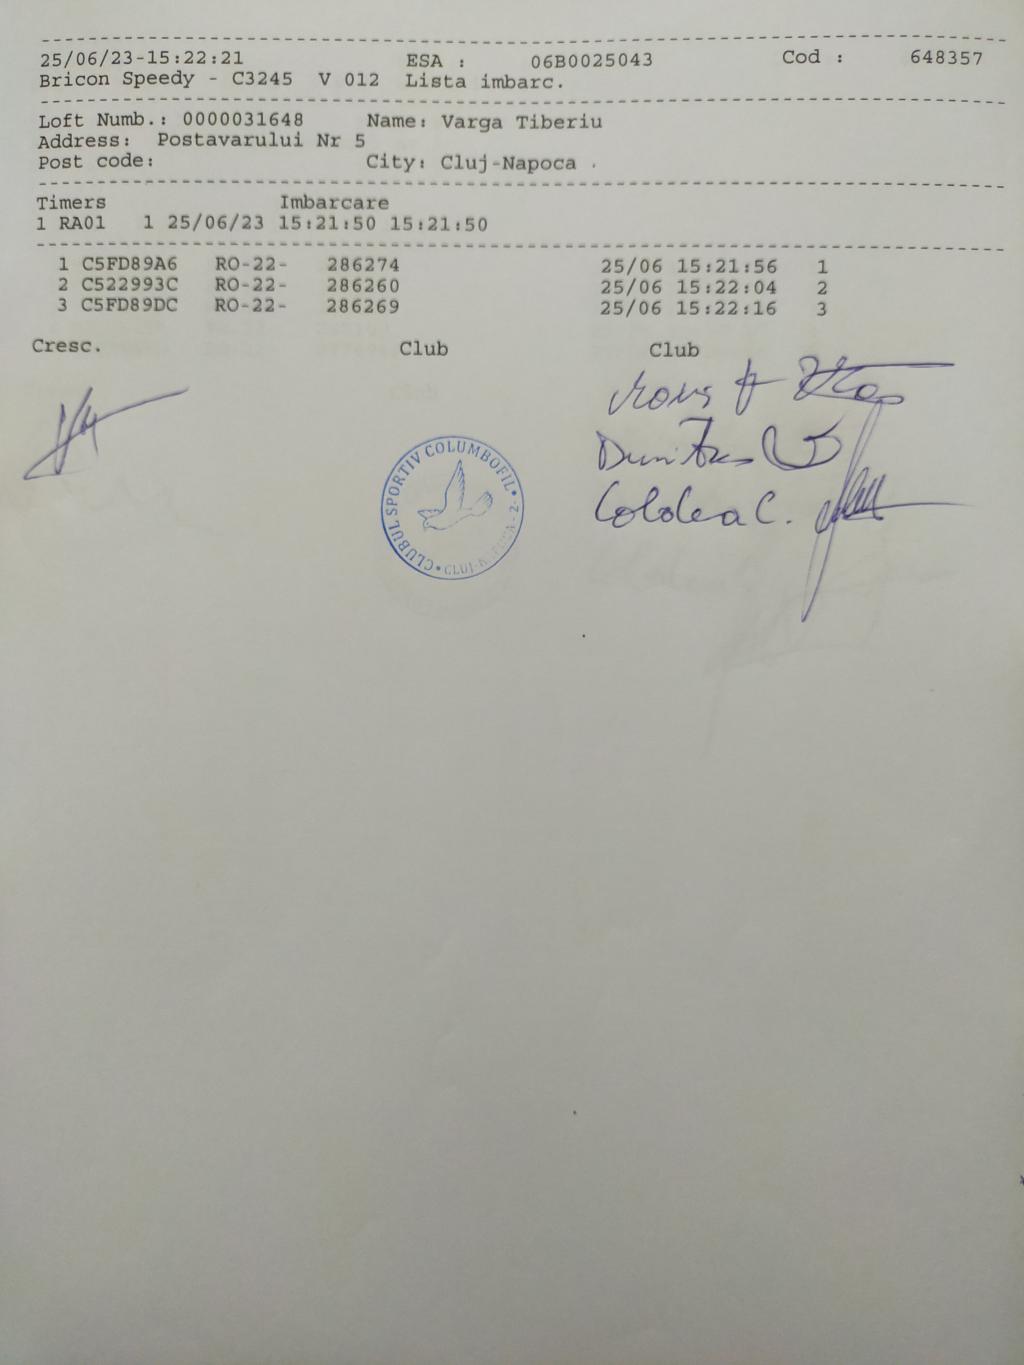 25/06/23-15:22:21 ESA : 06B0025043 Cod : 648357
Bricon Speedy - C3245 V 012 Lista imbarc.
Loft Numb.: 0000031648 Name: Varga Tiberiu
Address: Postavarului Nr 5
Post code: City: Cluj-Napoca
Timers Imbarcare
1 RA01 1 25/06/23 15:21:50 15:21:50
1 C5FD89A6 RO-22- 286274 25/06 15:21:56 1
2 C522993C RO-22- 286260 25/06 15:22:04 2
3 C5FD89DC RO-22- 286269 25/06 15:22:16 3
Cresc. Club Club
CLUBUL SPORTIV COLUMBOFIL
Coldea C.